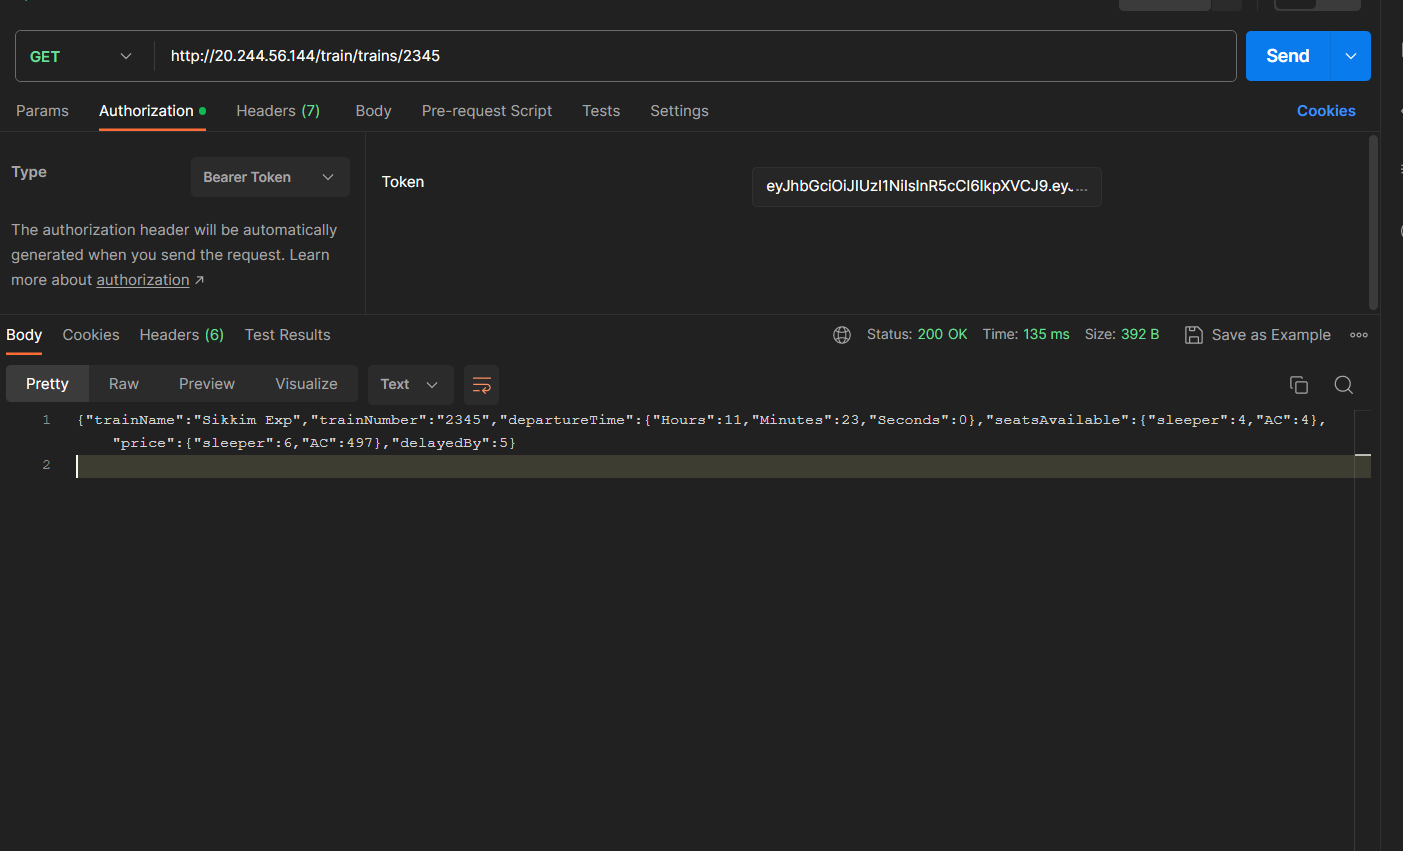 GET http://20.244.56.144/train/trains/2345 Send
Params Authorization Headers (7) Body Pre-request Script Tests Settings Cookies
Type Bearer Token
The authorization header will be automatically
generated when you send the request. Learn
more about authorization ↗
Token eyJhbGciOiJIUzI1NiIsInR5cCI6IkpXVCJ9.eyJ...
Body Cookies Headers (6) Test Results Status: 200 OK Time: 135 ms Size: 392 B Save as Example
Pretty Raw Preview Visualize Text
1 {"trainName":"Sikkim Exp","trainNumber":"2345","departureTime":{"Hours":11,"Minutes":23,"Seconds":0},"seatsAvailable":{"sleeper":4,"AC":4},
"price":{"sleeper":6,"AC":497},"delayedBy":5}
2